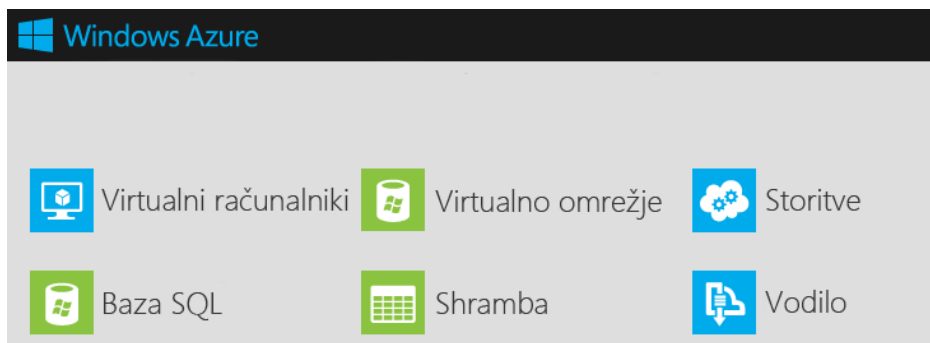 Windows Azure
Virtualni računalniki Virtualno omrežje Storitve
Baza SQL Shramba Vodilo